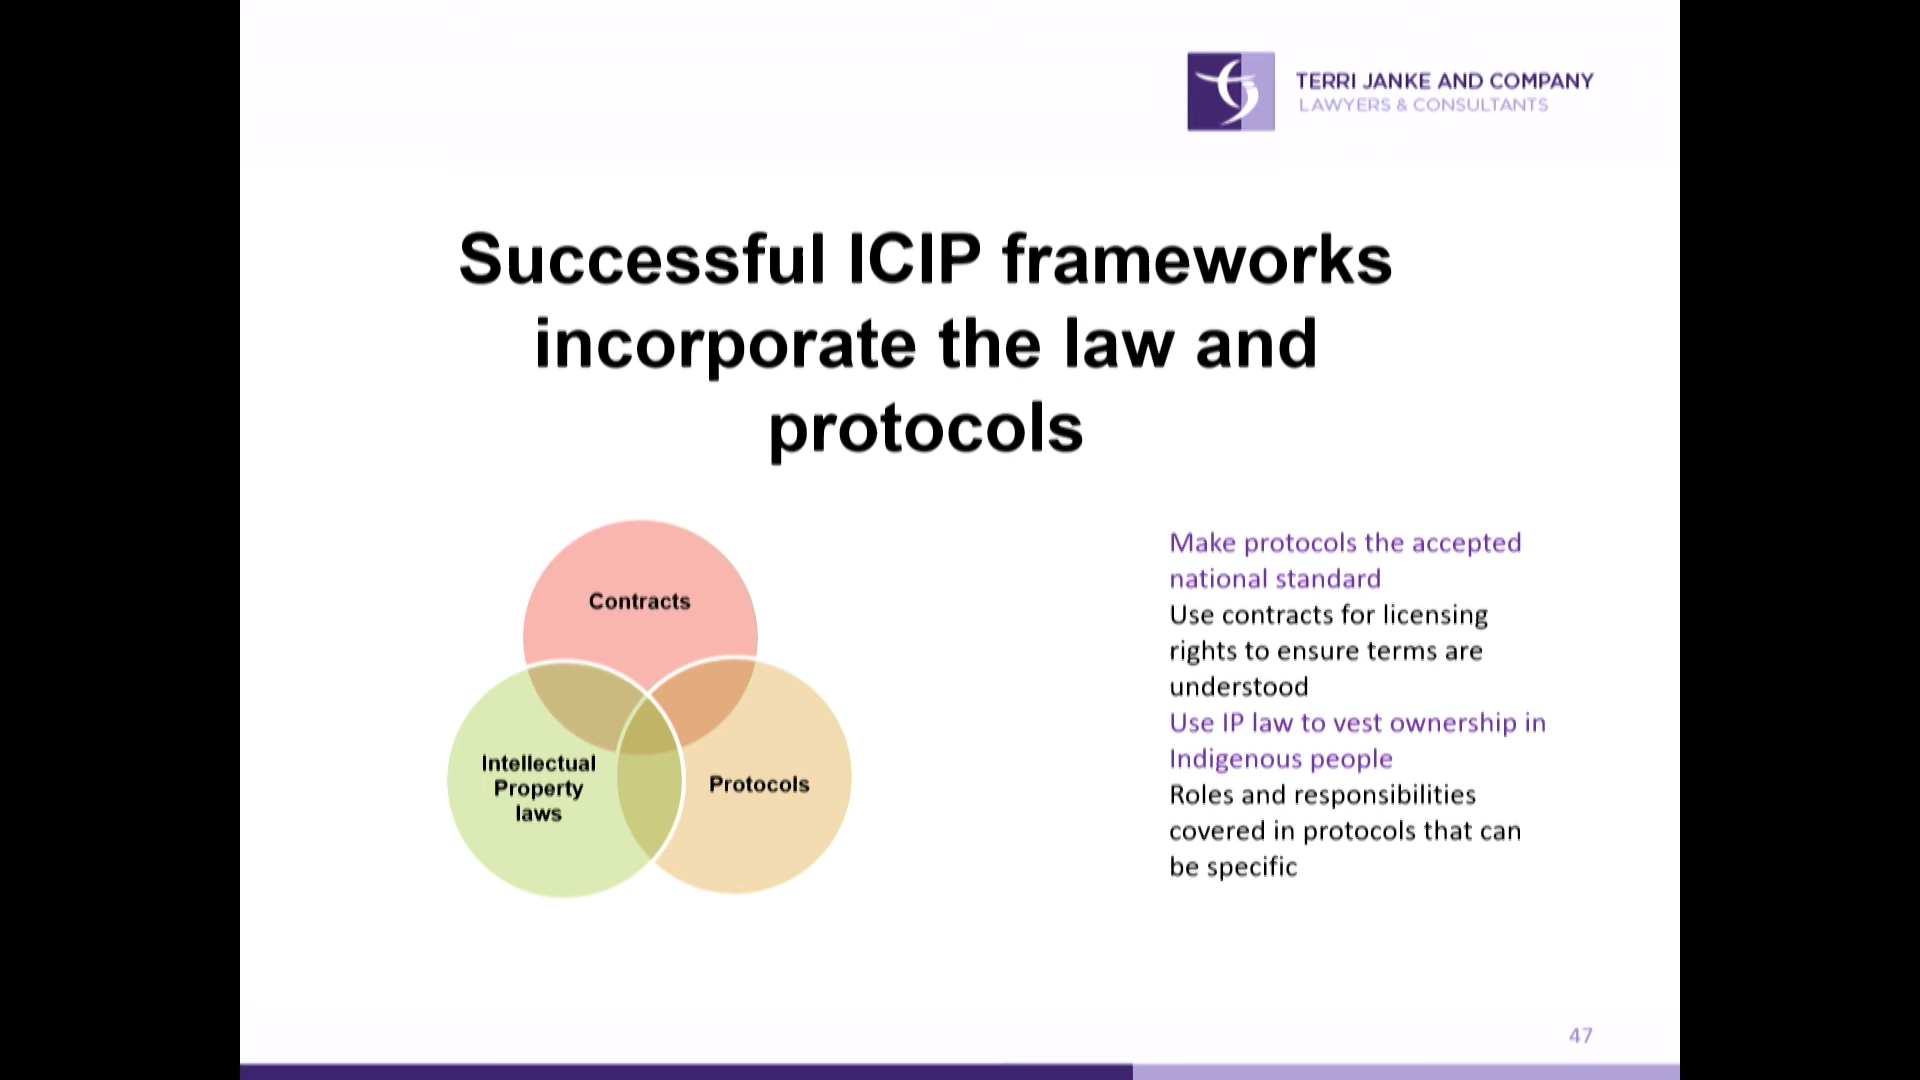 TERRI JANKE AND COMPANY
LAWYERS & CONSULTANTS
Successful ICIP frameworks
incorporate the law and
protocols
Contracts
Intellectual
Property
laws
Protocols
Make protocols the accepted
national standard
Use contracts for licensing
rights to ensure terms are
understood
Use IP law to vest ownership in
Indigenous people
Roles and responsibilities
covered in protocols that can
be specific
47